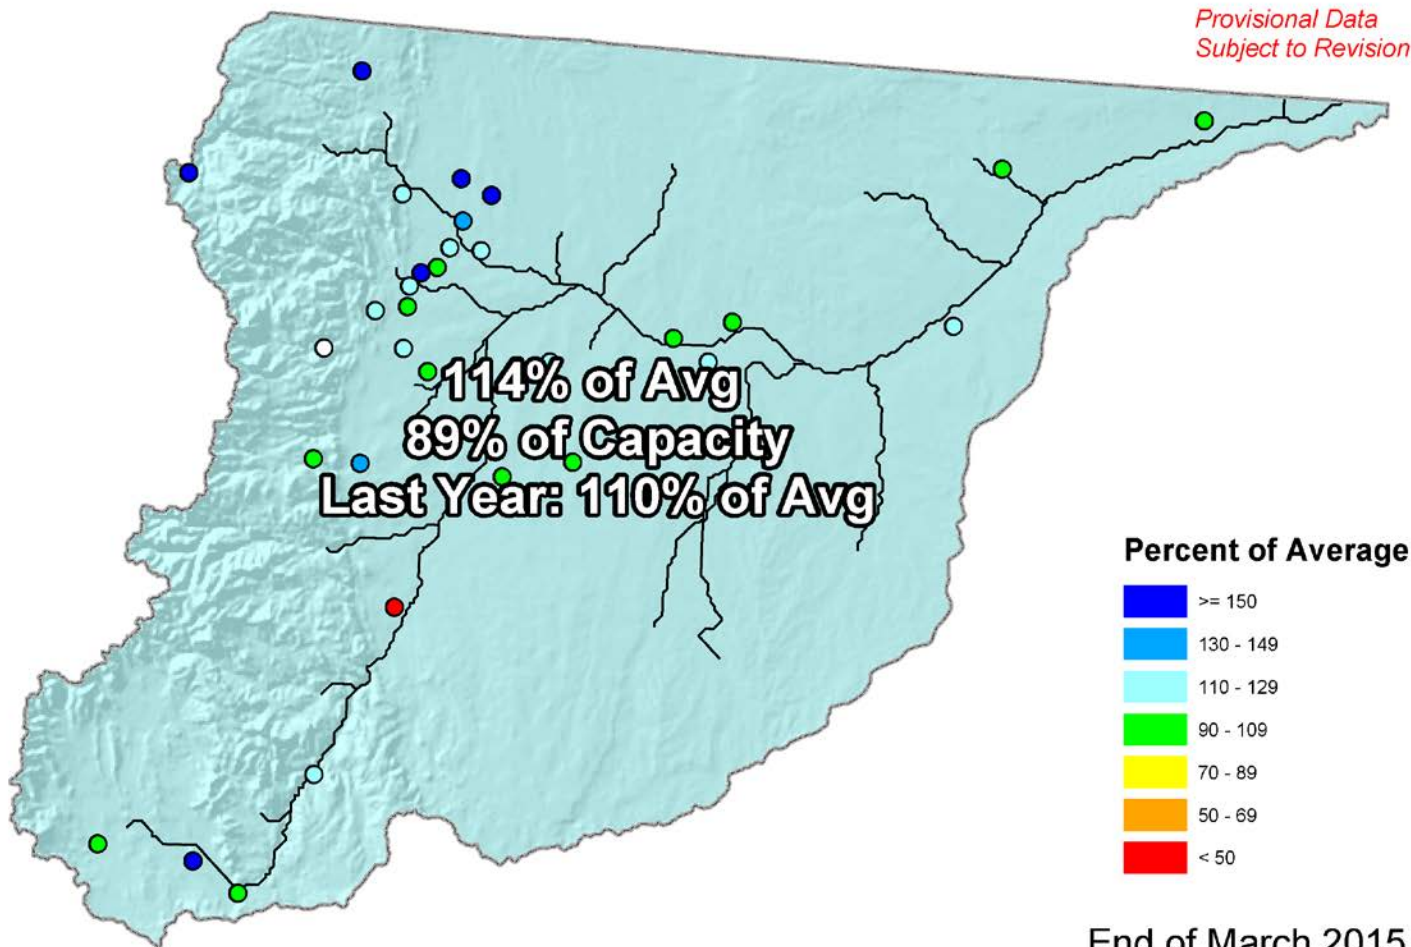 Provisional Data
Subject to Revision
114% of Avg
89% of Capacity
Last Year: 110% of Avg
Percent of Average
>= 150
130 - 149
110 - 129
90 - 109
70 - 89
50 - 69
< 50
End of March 2015